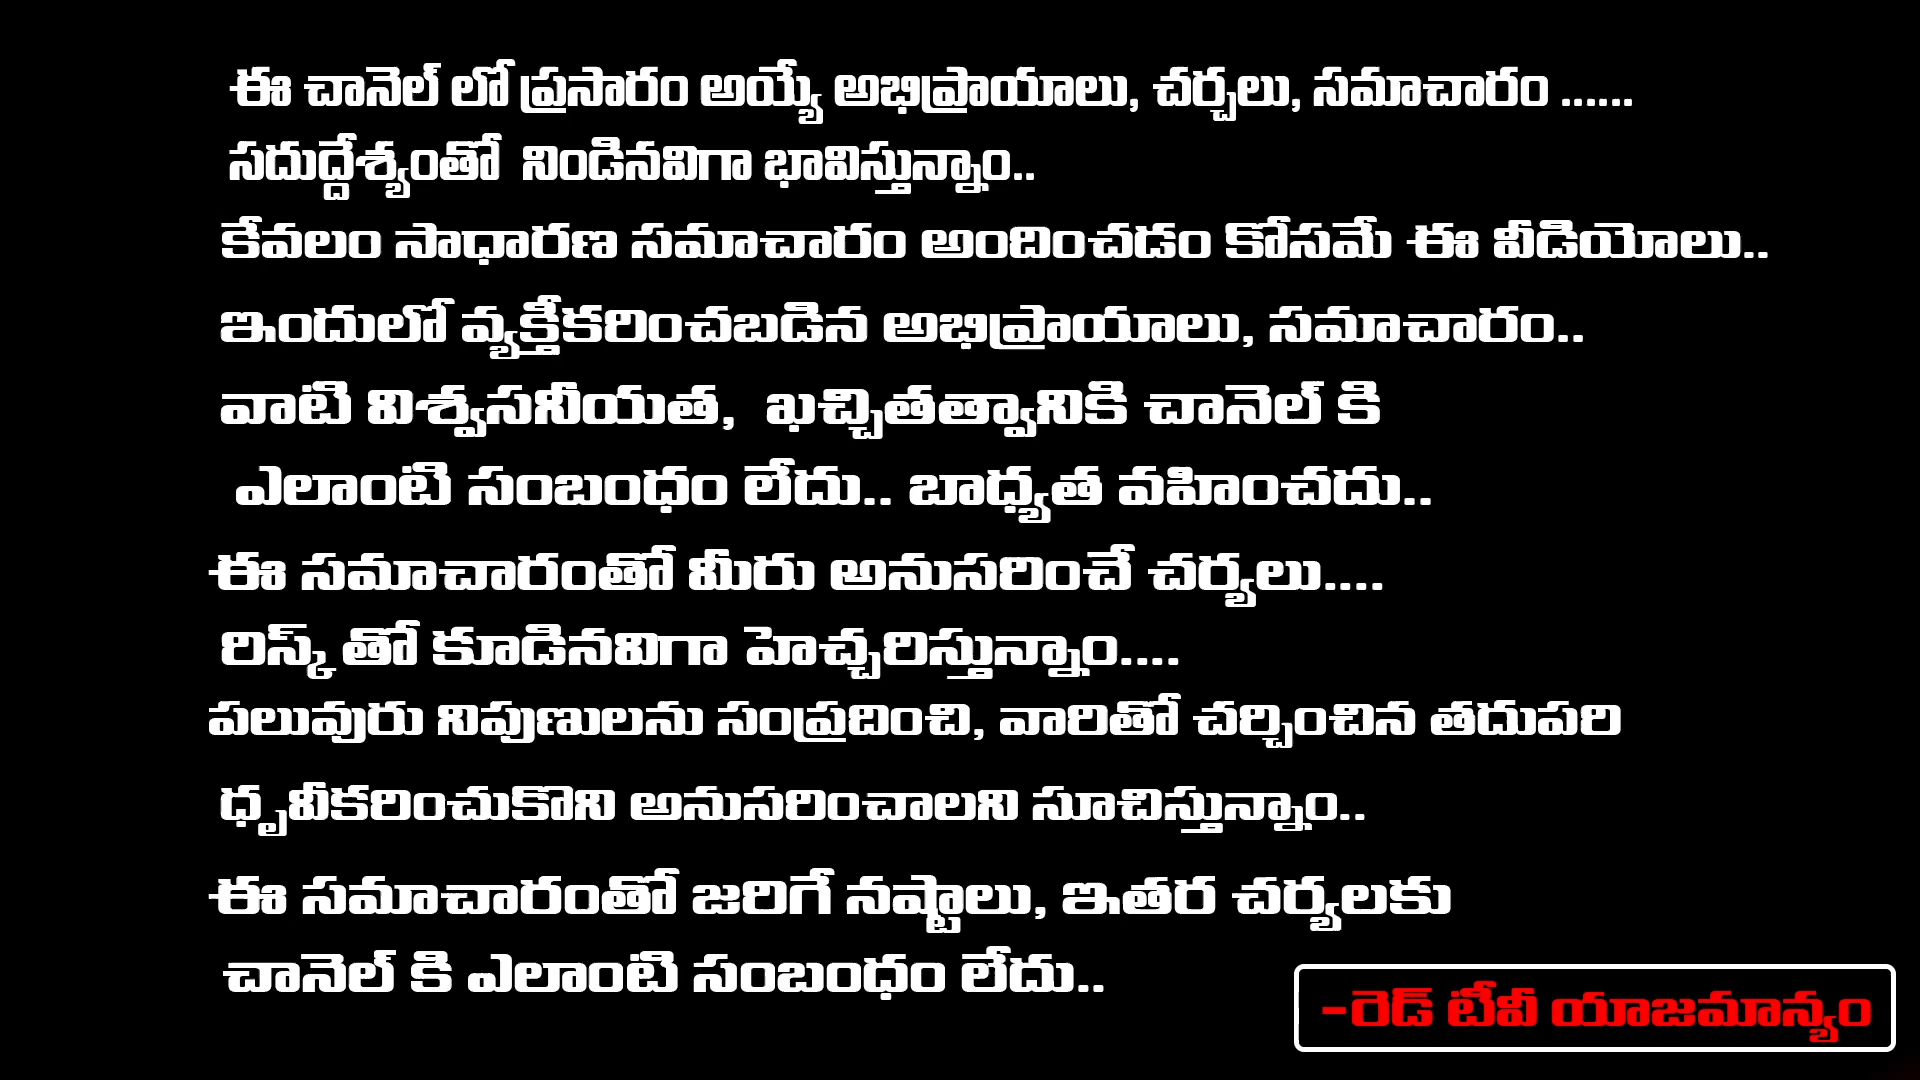 ఈ చానెల్ లో ప్రసారం అయ్యే అభిప్రాయాలు, చర్చలు, సమాచారం ......
సదుద్దేశ్యంతో నిండినవిగా భావిస్తున్నాం..
కేవలం సాధారణ సమాచారం అందించడం కోసమే ఈ వీడియోలు..
ఇందులో వ్యక్తీకరించబడిన అభిప్రాయాలు, సమాచారం..
వాటి విశ్వసనీయత, ఖచ్చితత్వానికి చానెల్ కి
ఎలాంటి సంబంధం లేదు.. బాధ్యత వహించదు..
ఈ సమాచారంతో మీరు అనుసరించే చర్యలు....
రిస్క్ తో కూడినవిగా హెచ్చరిస్తున్నాం....
పలువురు నిపుణులను సంప్రదించి, వారితో చర్చించిన తదుపరి
ధృవీకరించుకొని అనుసరించాలని సూచిస్తున్నాం..
ఈ సమాచారంతో జరిగే నష్టాలు, ఇతర చర్యలకు
చానెల్ కి ఎలాంటి సంబంధం లేదు..
-రెడ్ టీవీ యాజమాన్యం